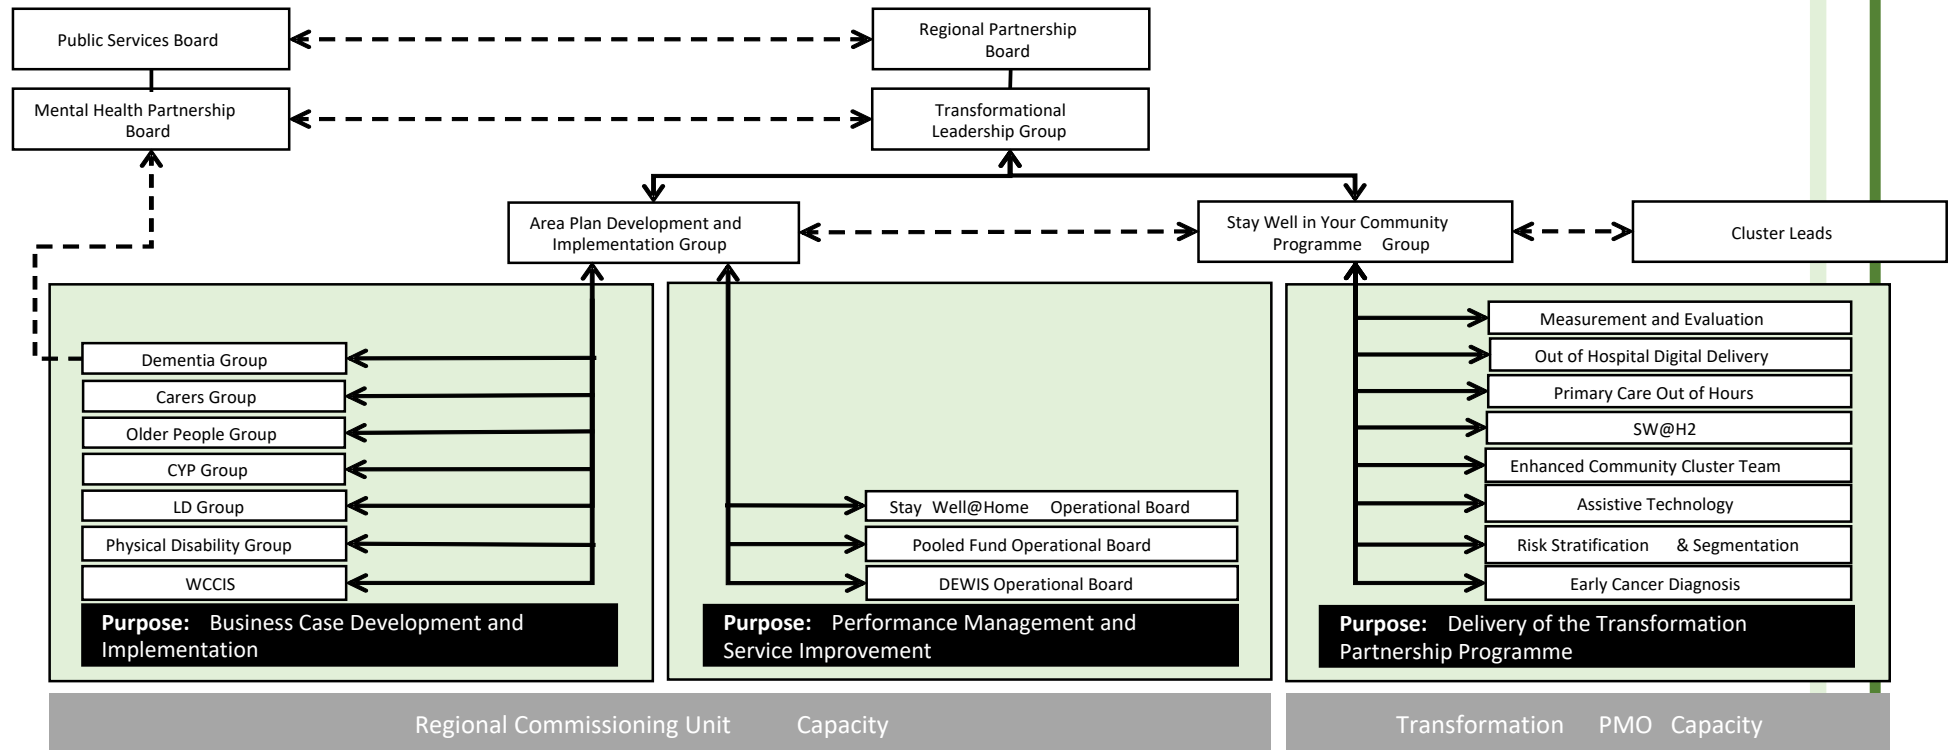 Public Services Board
Regional Partnership
Board
Mental Health Partnership
Board
Transformational
Leadership Group
Area Plan Development and
Implementation Group
Stay Well in Your Community
Programme Group
Cluster Leads
Dementia Group
Carers Group
Older People Group
CYP Group
LD Group
Physical Disability Group
WCCIS
Purpose: Business Case Development and
Implementation
Stay Well@Home Operational Board
Pooled Fund Operational Board
DEWIS Operational Board
Purpose: Performance Management and
Service Improvement
Measurement and Evaluation
Out of Hospital Digital Delivery
Primary Care Out of Hours
SW@H2
Enhanced Community Cluster Team
Assistive Technology
Risk Stratification & Segmentation
Early Cancer Diagnosis
Purpose: Delivery of the Transformation
Partnership Programme
Regional Commissioning Unit Capacity
Transformation PMO Capacity